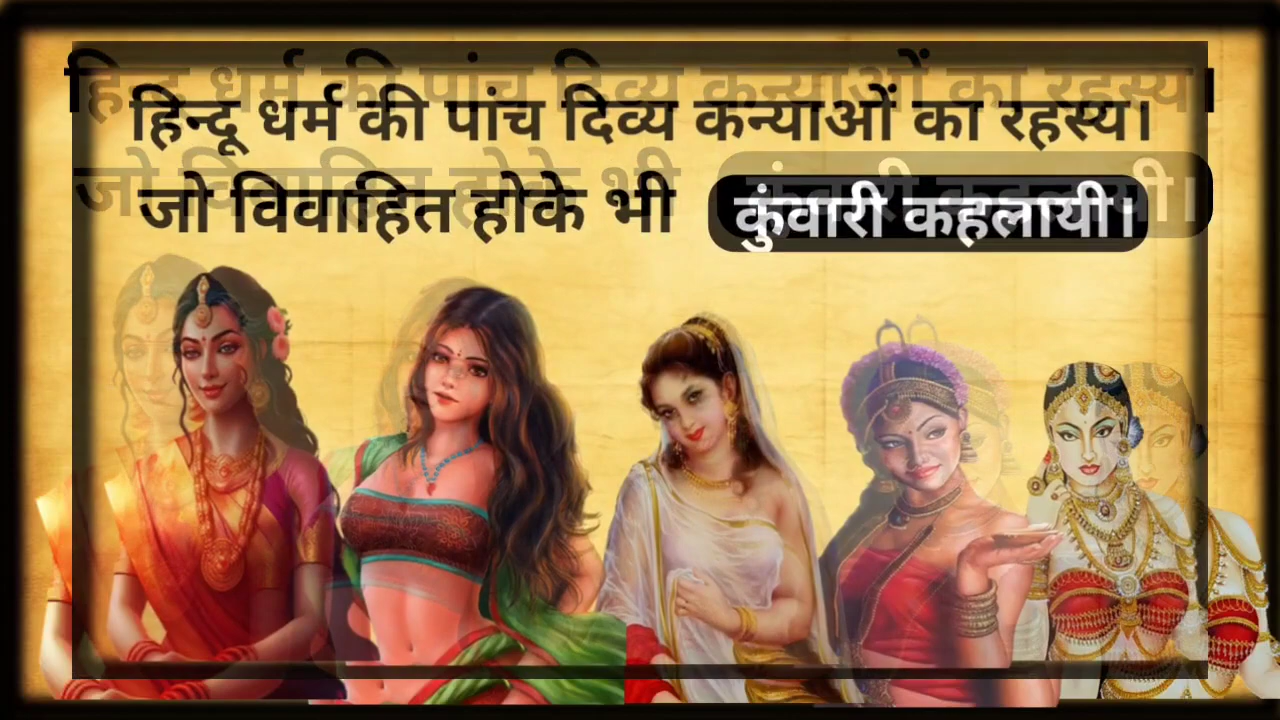 हिन्दू धर्म की पांच दिव्य कन्याओं का रहस्य।
जो विवाहित होके भी कुंवारी कहलायी।